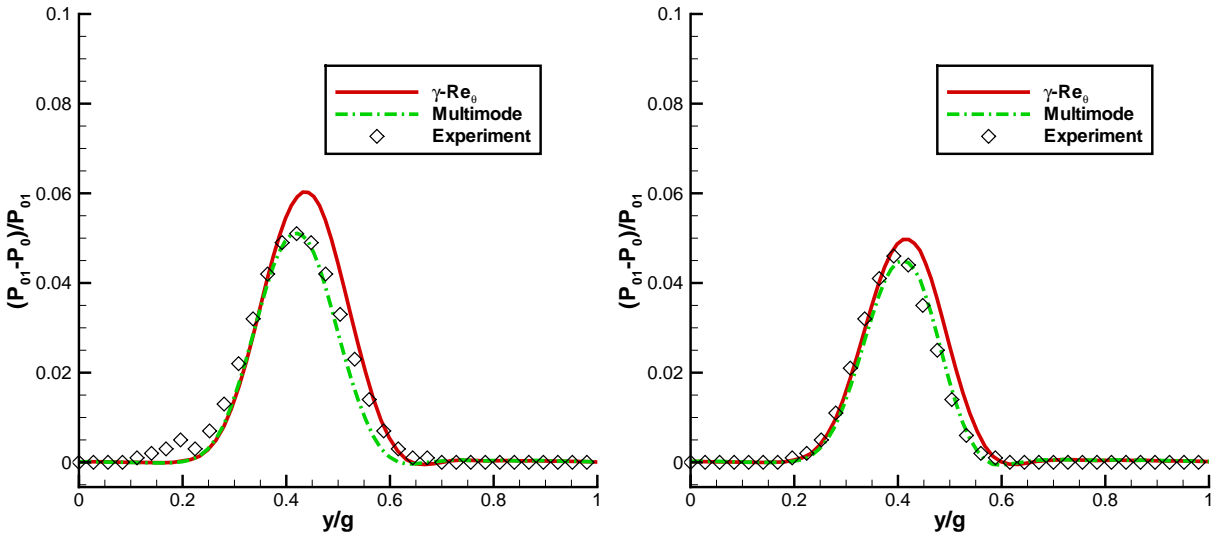 0.1
0.08
0.06
0.04
0.02
0
0
0.2
0.4
0.6
0.8
1
y/g
(P₀₁-P₀)/P₀₁
γ-Reθ
Multimode
Experiment
0.1
0.08
0.06
0.04
0.02
0
0
0.2
0.4
0.6
0.8
1
y/g
(P₀₁-P₀)/P₀₁
γ-Reθ
Multimode
Experiment